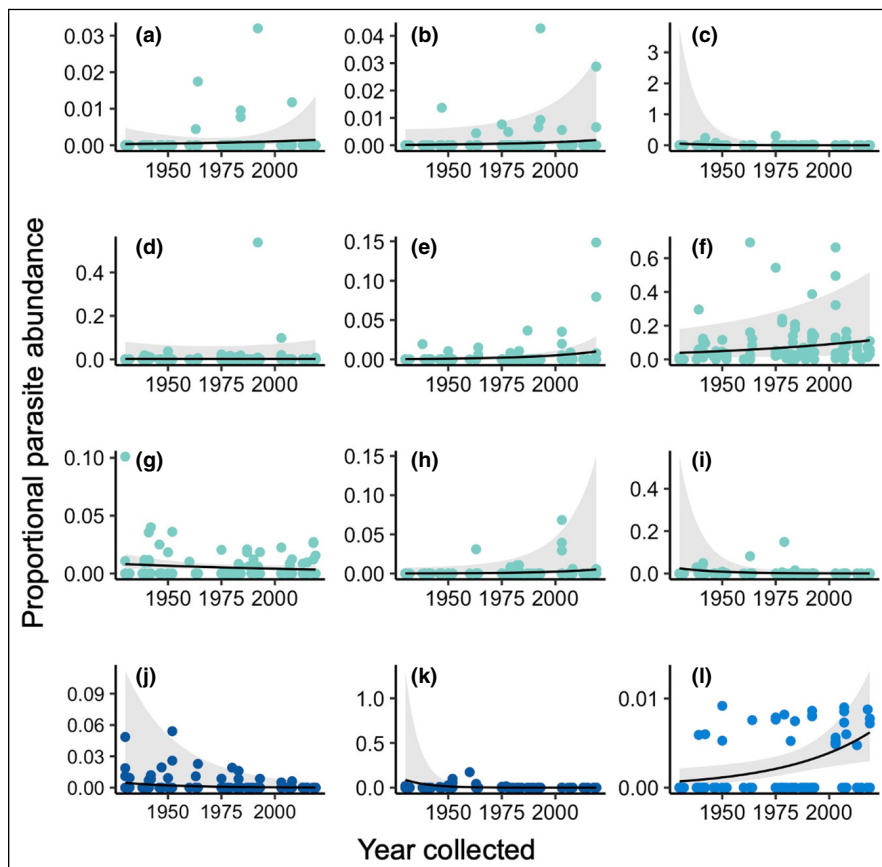 Proportional parasite abundance
(a) (b) (c)
0.03 0.04 3
0.02 0.03 2
0.01 0.02 1
0.00 0.01 0
0.00
1950 1975 2000 1950 1975 2000 1950 1975 2000
(d) (e) (f)
0.4 0.15 0.6
0.2 0.10 0.4
0.0 0.05 0.2
0.00 0.0
1950 1975 2000 1950 1975 2000 1950 1975 2000
(g) (h) (i)
0.10 0.15 0.4
0.05 0.10 0.2
0.00 0.05 0.0
0.00
1950 1975 2000 1950 1975 2000 1950 1975 2000
(j) (k) (l)
0.09 1.0 0.01
0.06 0.5 0.00
0.03 0.0
0.00
1950 1975 2000 1950 1975 2000 1950 1975 2000
Year collected